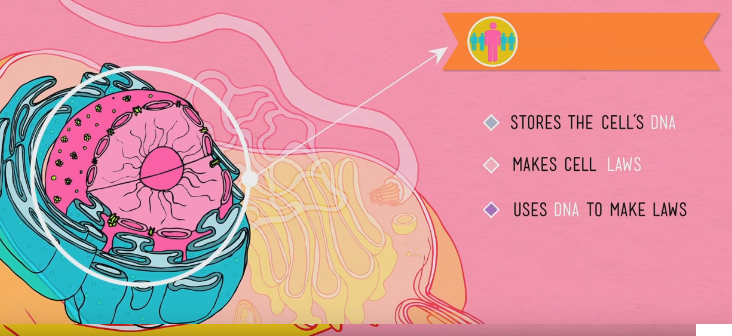 STORES THE CELL'S DNA
MAKES CELL LAWS
USES DNA TO MAKE LAWS